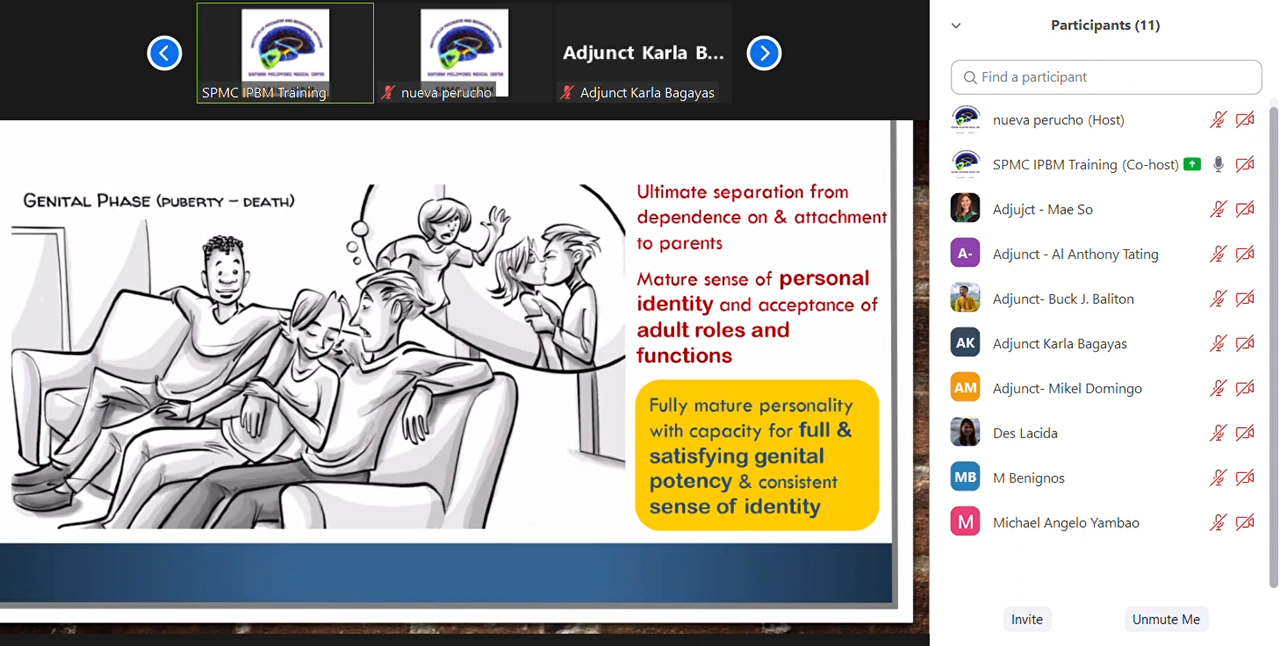 SPMC IPBM Training
nueva perucho
Adjunct Karla B...
Adjunct Karla Bagayas
GENITAL PHASE (PUBERTY – DEATH)
Ultimate separation from
dependence on & attachment
to parents
Mature sense of personal
identity and acceptance of
adult roles and
functions
Fully mature personality
with capacity for full &
satisfying genital
potency & consistent
sense of identity
Participants (11)
Find a participant
nueva perucho (Host)
SPMC IPBM Training (Co-host)
Adjujct - Mae So
A-
Adjunct - Al Anthony Tating
Adjunct- Buck J. Baliton
AK
Adjunct Karla Bagayas
AM
Adjunct- Mikel Domingo
Des Lacida
MB
M Benignos
M
Michael Angelo Yambao
Invite
Unmute Me